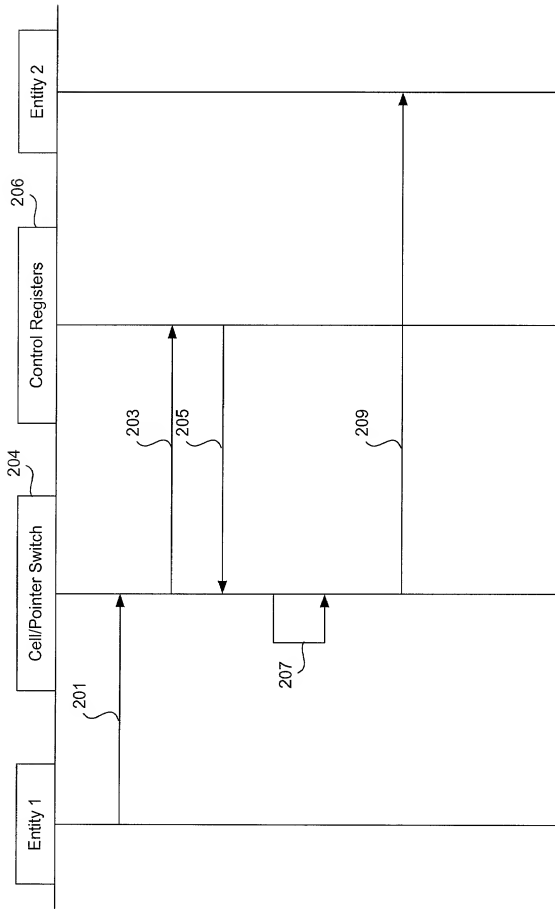 Entity 1
Cell/Pointer Switch
204
Control Registers
206
Entity 2
201
203
205
207
209